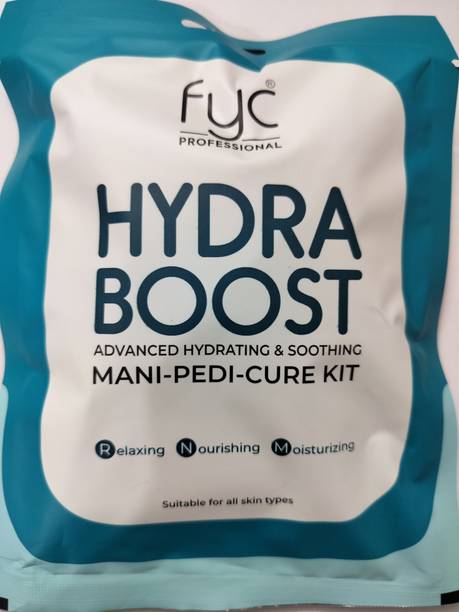 fyc®
PROFESSIONAL
HYDRA
BOOST
ADVANCED HYDRATING & SOOTHING
MANI-PEDI-CURE KIT
Relaxing Nourishing Moisturizing
Suitable for all skin types